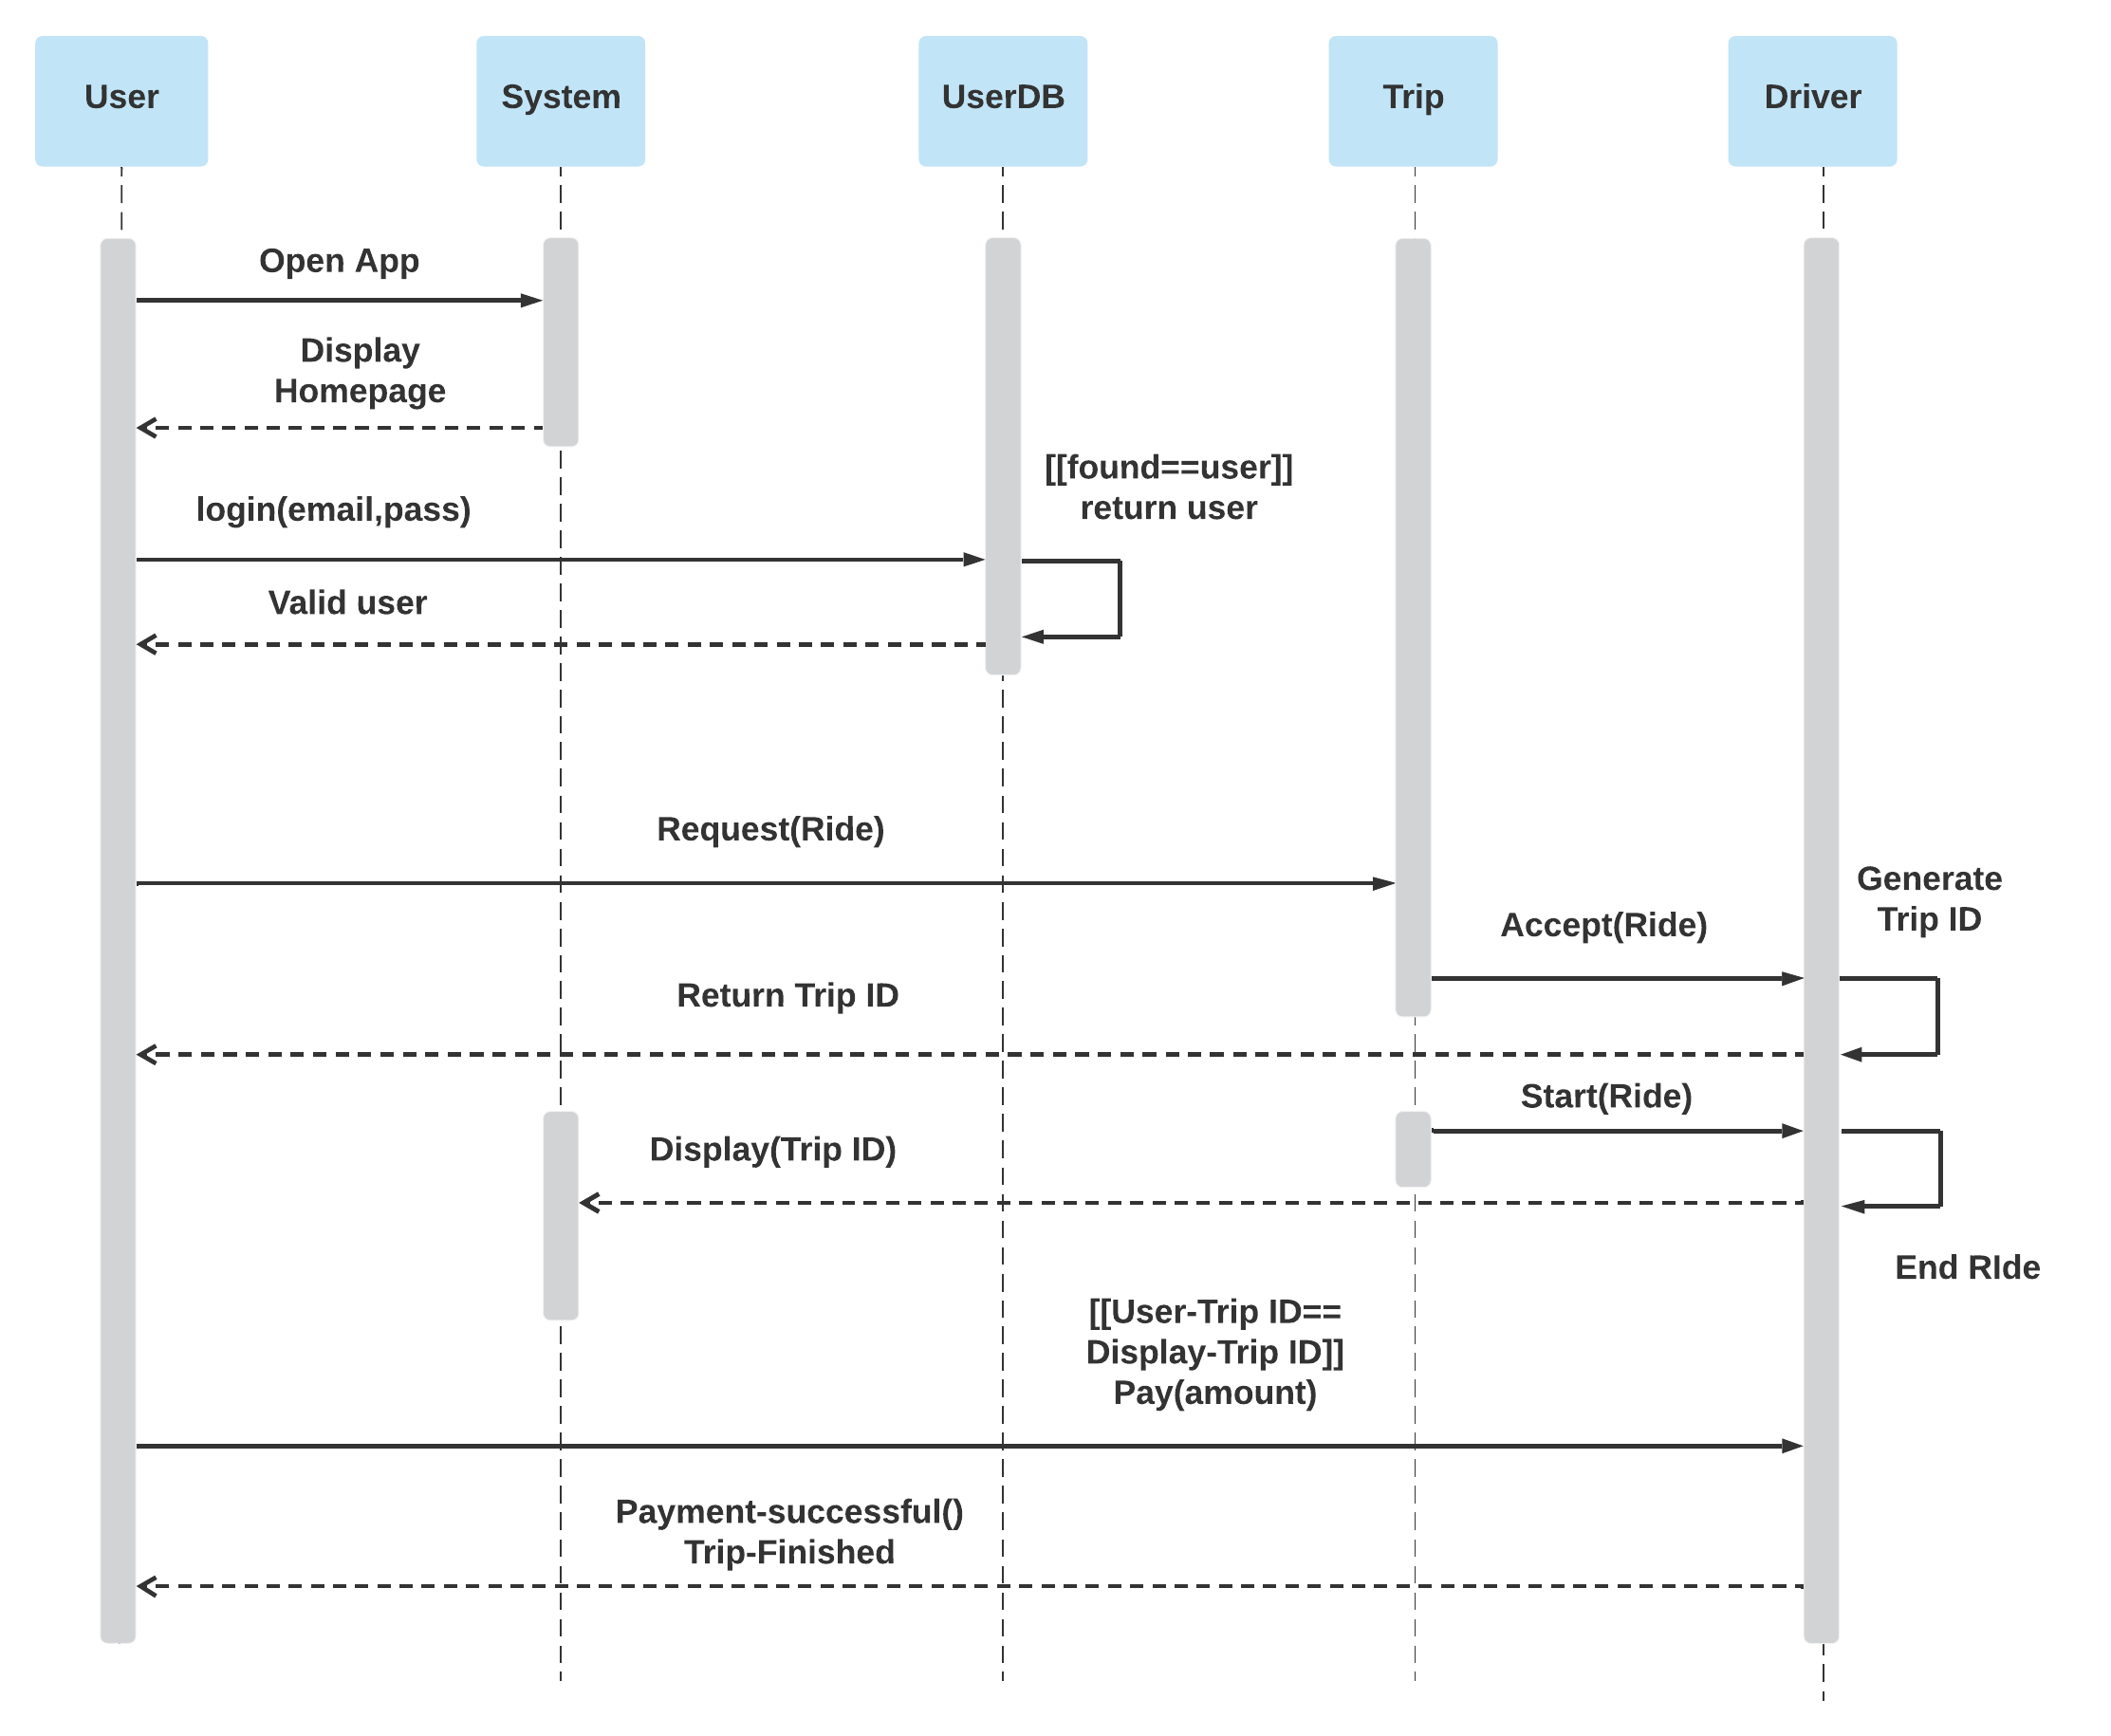 User
System
UserDB
Trip
Driver
Open App
Display
Homepage
[[found==user]]
return user
login(email,pass)
Valid user
Request(Ride)
Generate
Trip ID
Accept(Ride)
Return Trip ID
Start(Ride)
Display(Trip ID)
End RIde
[[User-Trip ID==
Display-Trip ID]]
Pay(amount)
Payment-successful()
Trip-Finished